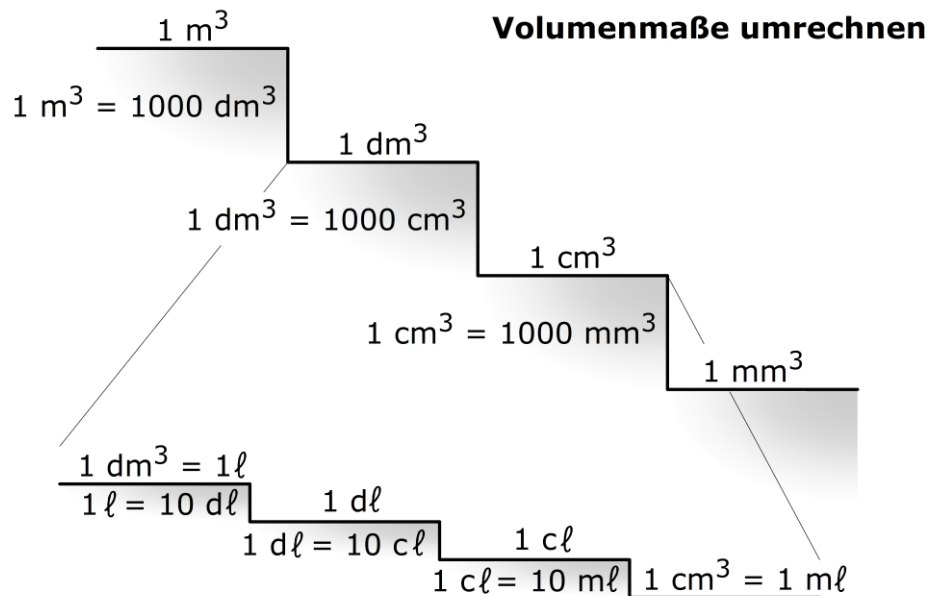 Volumenmaße umrechnen
1 m³
1 m³ = 1000 dm³
1 dm³
1 dm³ = 1000 cm³
1 cm³
1 cm³ = 1000 mm³
1 mm³
1 dm³ = 1ℓ
1ℓ = 10 dℓ
1 dℓ
1 dℓ = 10 cℓ
1 cℓ
1 cℓ = 10 mℓ
1 cm³ = 1 mℓ